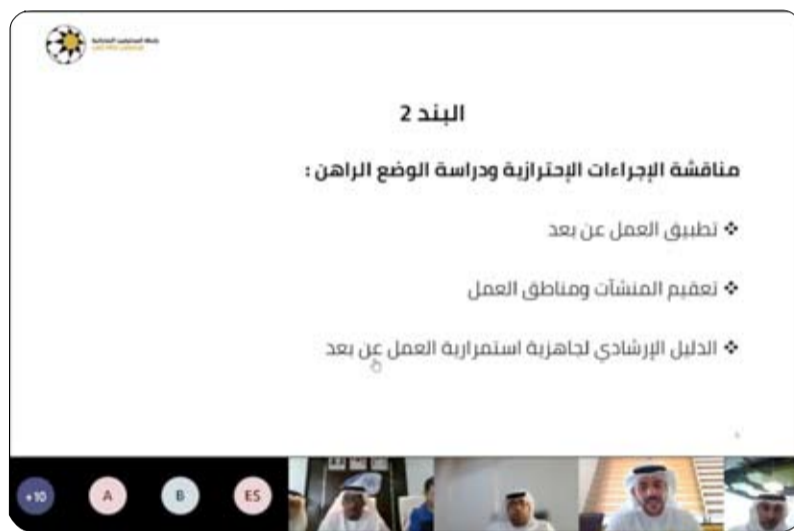 البند 2
مناقشة الإجراءات الإحترازية ودراسة الوضع الراهن :
❖ تطبيق العمل عن بعد
❖ تعقيم المنشآت ومناطق العمل
❖ الدليل الإرشادي لجاهزية استمرارية العمل عن بعد
+10
A
B
ES